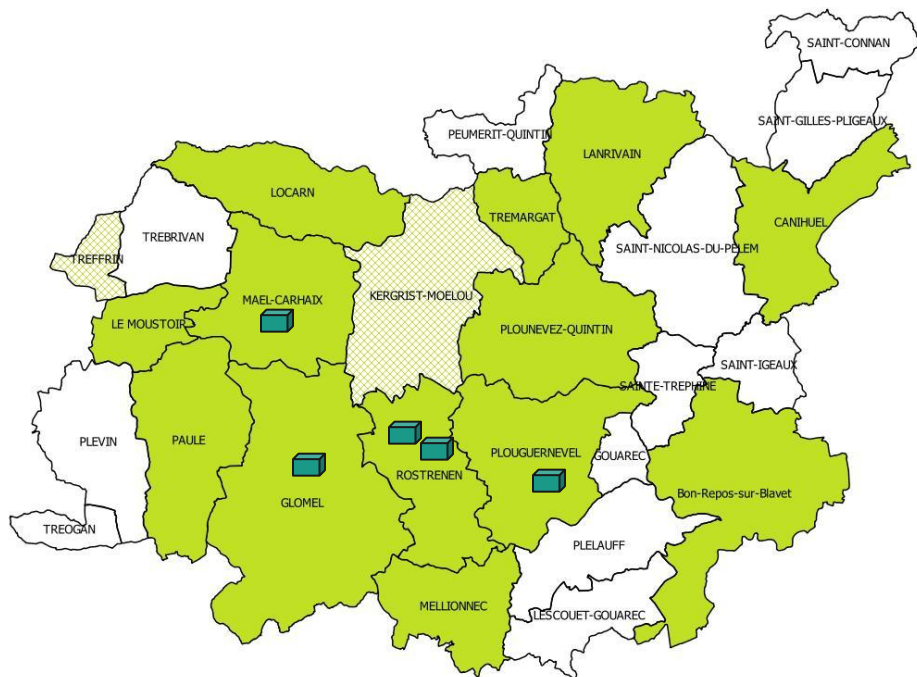 SAINT-CONNAN
SAINT-GILLES-PLIGEAUX
PEUMERIT-QUINTIN
LANRIVAIN
LOCARN
TREMARGAT
CANIHUEL
TREBRIVAN
SAINT-NICOLAS-DU-PELEM
TREFFRIN
KERGRIST-MOELOU
MAEL-CARHAIX
LE MOUSTOIR
PLOUNEVEZ-QUINTIN
SAINT-IGEAUX
SAINTE-TREPHINE
PLEVIN
PAULE
PLOUGUERNEVEL
GOUAREC
ROSTRENEN
GLOMEL
Bon-Repos-sur-Blavet
TREOGAN
PLELAUFF
MELLIONNEC
LESCOUET-GOUAREC